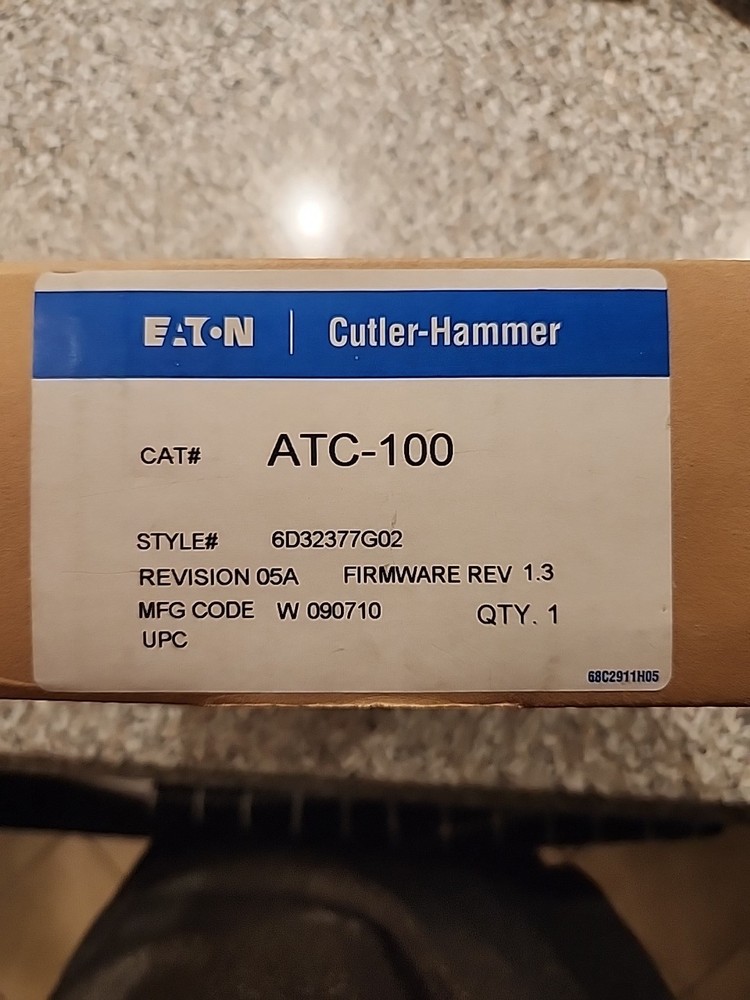 EATON | Cutler-Hammer
CAT# ATC-100
STYLE# 6D32377G02
REVISION 05A FIRMWARE REV 1.3
MFG CODE W 090710 QTY. 1
UPC
68C2911H05